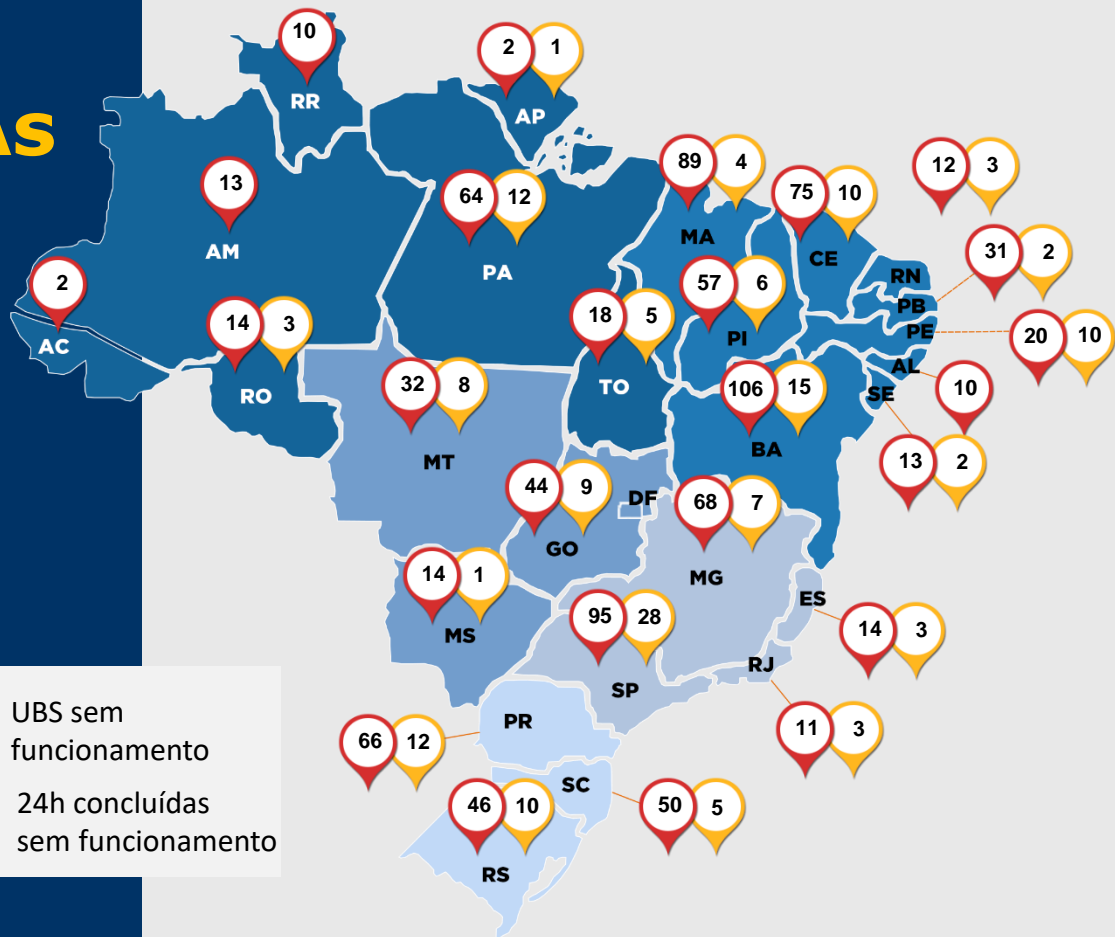 AS
10
RR
2 1
AP
13
AM
64 12
PA
89 4
MA
75 10
CE
12 3
RN
31 2
PB
20 10
PE
10
AL
13 2
SE
2
AC
14 3
RO
57 6
PI
18 5
TO
32 8
MT
106 15
BA
44 9
GO
DF
68 7
MG
14 1
MS
95 28
SP
14 3
ES
11 3
RJ
66 12
PR
50 5
SC
46 10
RS
UBS sem
funcionamento
24h concluídas
sem funcionamento